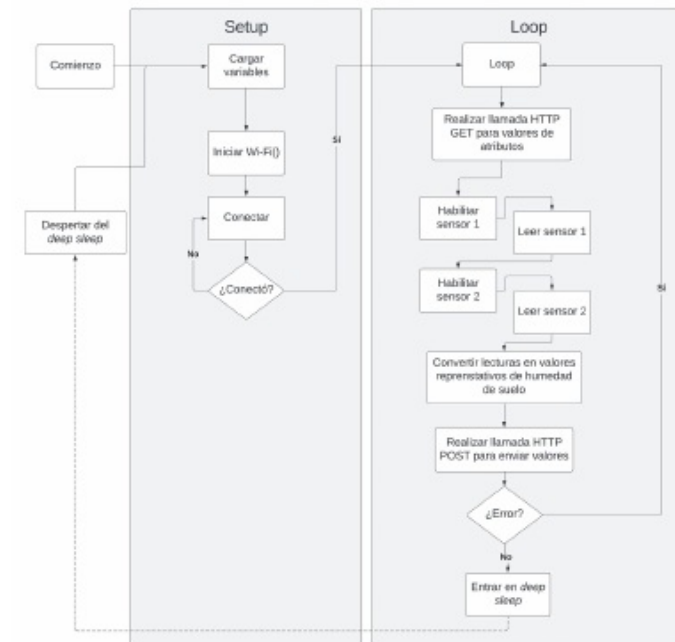 Setup
Loop
Comienzo
Cargar
variables
Iniciar Wi-Fi()
Conectar
No
¿Conectó?
Sí
Despertar del
deep sleep
Loop
Realizar llamada HTTP
GET para valores de
atributos
Habilitar
sensor 1
Leer sensor 1
Habilitar
sensor 2
Leer sensor 2
Convertir lecturas en valores
reprenstativos de humedad
de suelo
Realizar llamada HTTP
POST para enviar valores
¿Error?
Sí
No
Entrar en deep
sleep